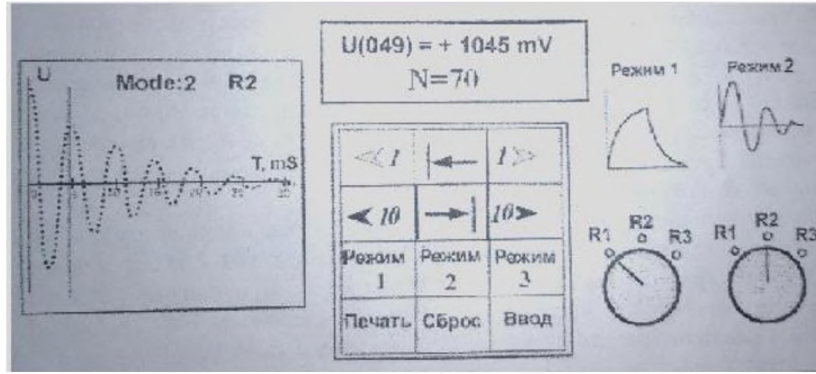 U
Mode:2 R2
T, mS
U(049) = + 1045 mV
N=70
1 1
10 10
Режим 1 Режим 2 Режим 3
Печать Сброс Ввод
Режим 1
Режим 2
R1 R2 R3
R1 R2 R3